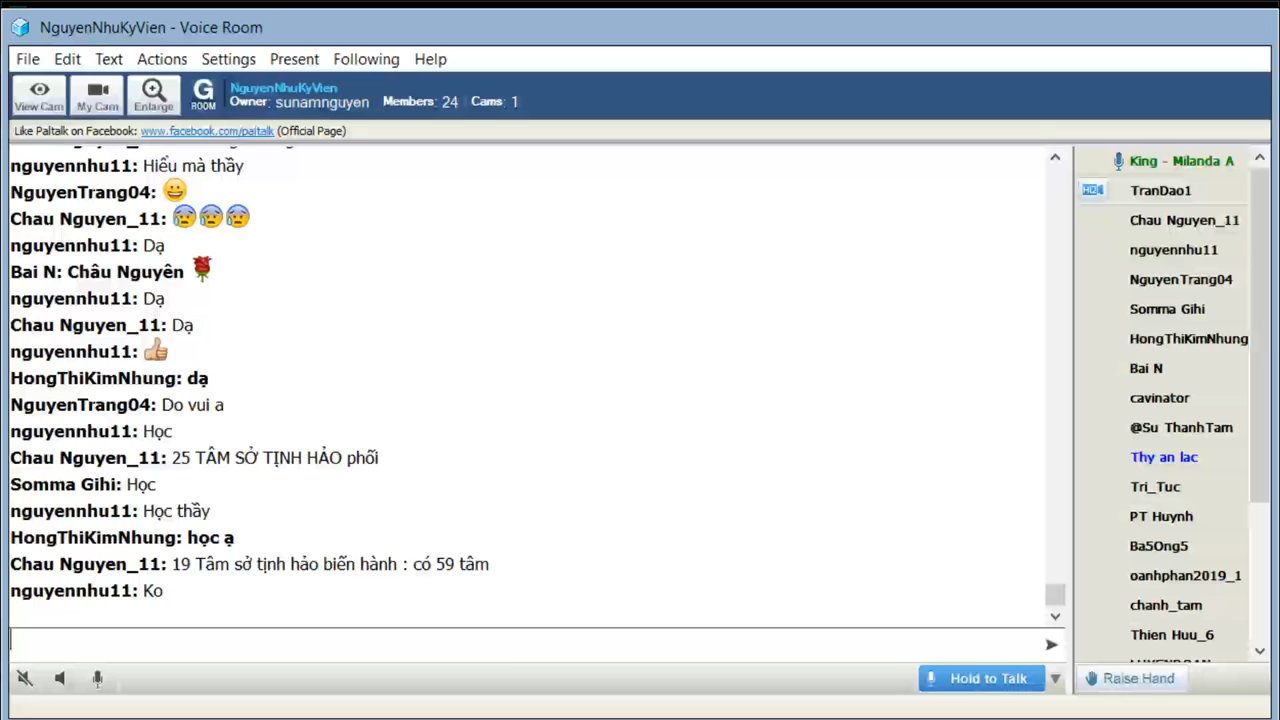 NguyenNhuKyVien - Voice Room
File Edit Text Actions Settings Present Following Help
View Cam My Cam Enlarge G ROOM
NguyenNhuKyVien
Owner: sunamnguyen Members: 24 Cams: 1
Like Paltalk on Facebook: www.facebook.com/paltalk (Official Page)
nguyennhu11: Hiểu mà thầy
NguyenTrang04:
Chau Nguyen_11:
nguyennhu11: Dạ
Bai N: Châu Nguyên
nguyennhu11: Dạ
Chau Nguyen_11: Dạ
nguyennhu11:
HongThiKimNhung: dạ
NguyenTrang04: Do vui a
nguyennhu11: Học
Chau Nguyen_11: 25 TÂM SỞ TỊNH HẢO phối
Somma Gihi: Học
nguyennhu11: Học thầy
HongThiKimNhung: học ạ
Chau Nguyen_11: 19 Tâm sở tịnh hảo biến hành : có 59 tâm
nguyennhu11: Ko
Hold to Talk
King - Milanda A
TranDao1
Chau Nguyen_11
nguyennhu11
NguyenTrang04
Somma Gihi
HongThiKimNhung
Bai N
cavinator
@Su ThanhTam
Thy an lac
Tri_Tuc
PT Huynh
Ba5Ong5
oanhphan2019_1
chanh_tam
Thien Huu_6
Raise Hand